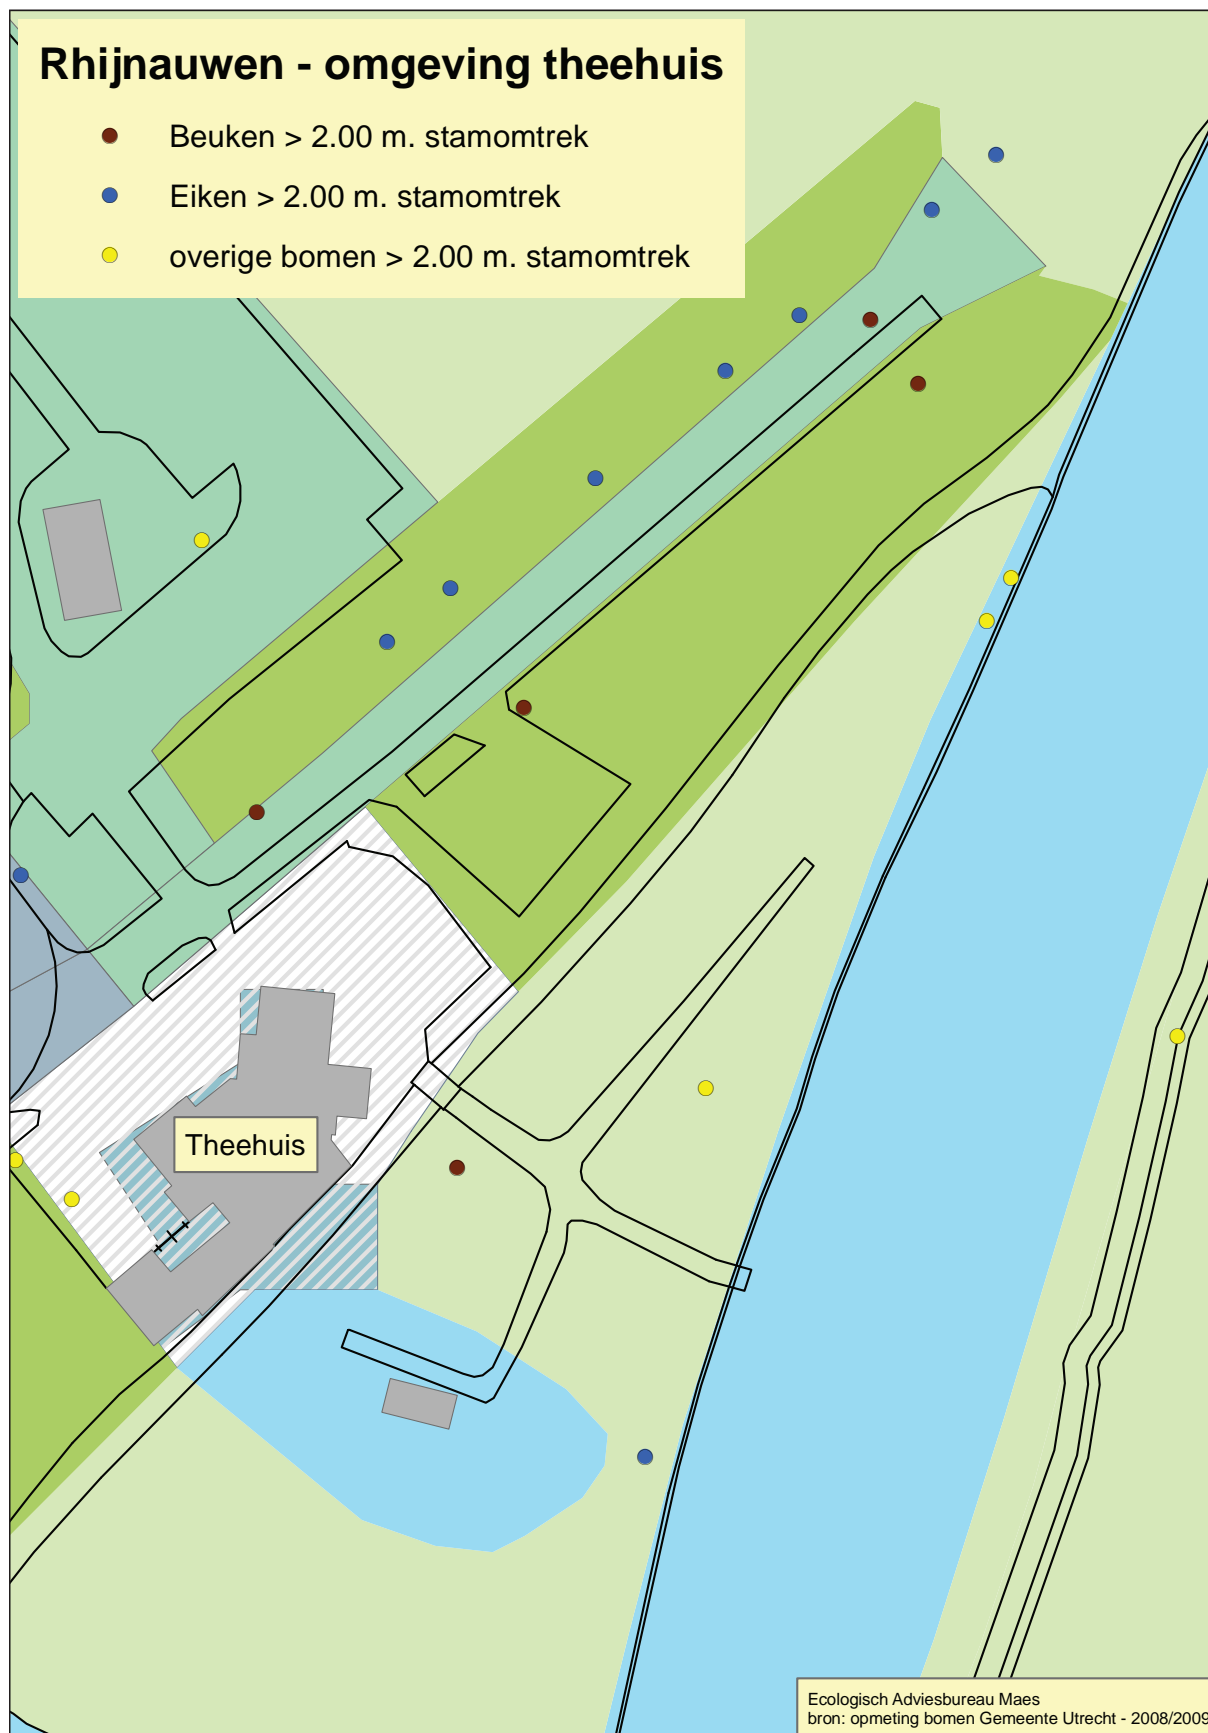 Rhijnauwen - omgeving theehuis
Beuken > 2.00 m. stamomtrek
Eiken > 2.00 m. stamomtrek
overige bomen > 2.00 m. stamomtrek
Theehuis
Ecologisch Adviesbureau Maes
bron: opmeting bomen Gemeente Utrecht - 2008/2009